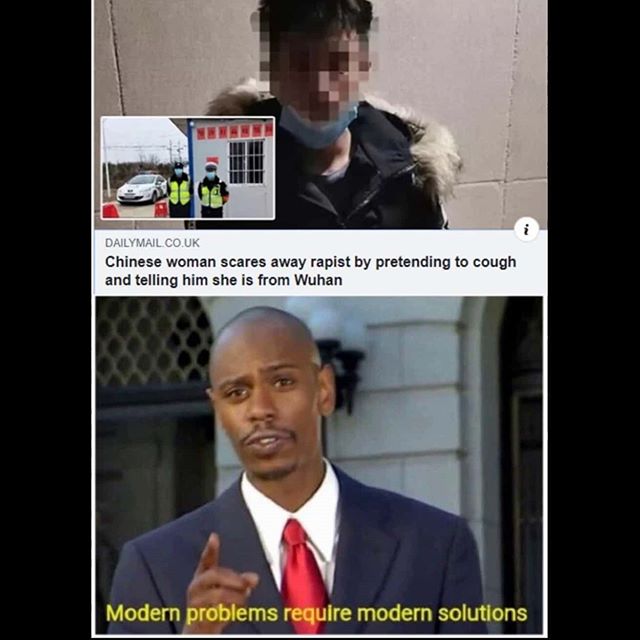 DAILYMAIL.CO.UK
Chinese woman scares away rapist by pretending to cough
and telling him she is from Wuhan
Modern problems require modern solutions